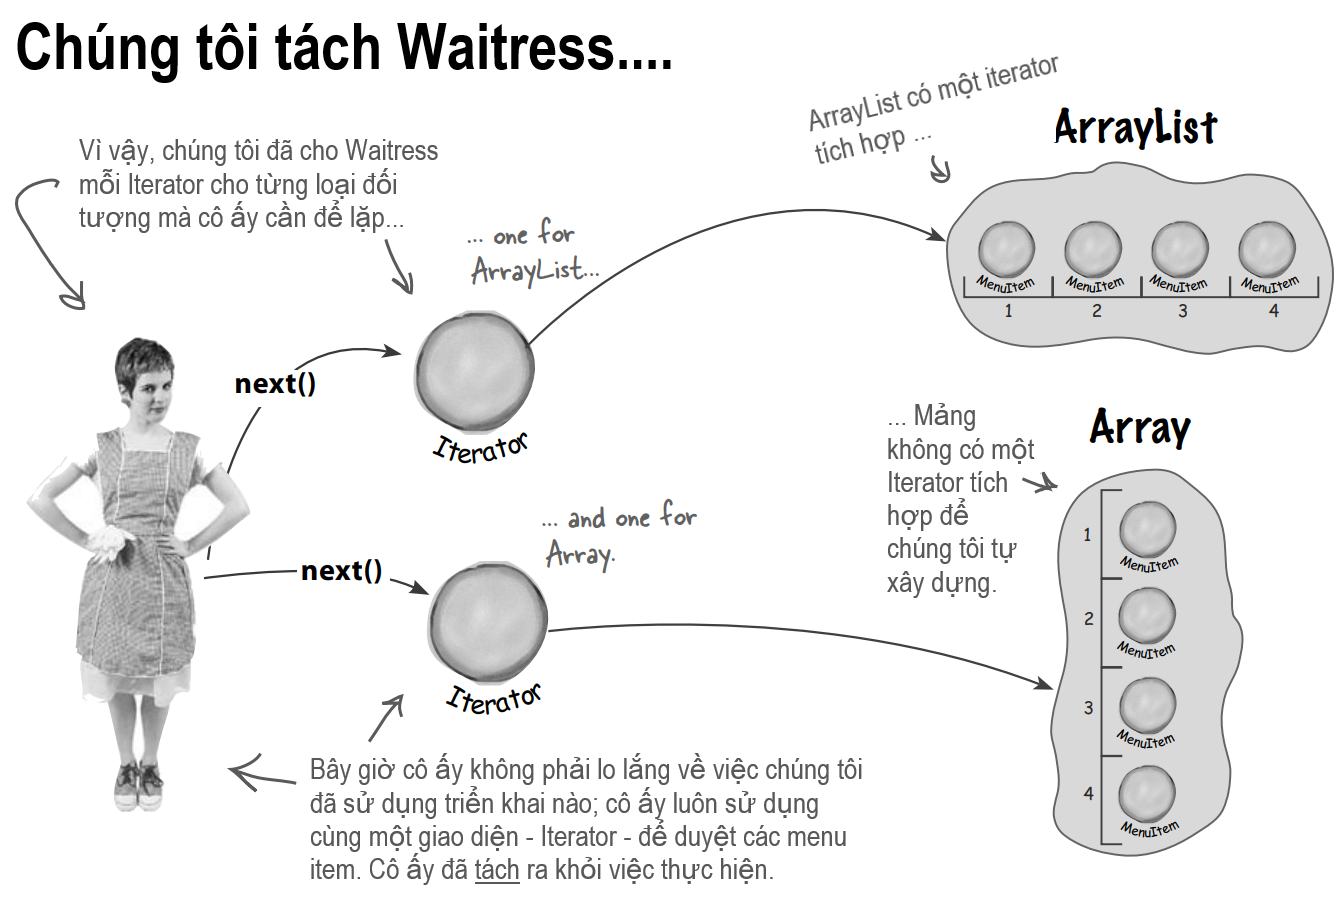 Chúng tôi tách Waitress....
Vì vậy, chúng tôi đã cho Waitress
mỗi Iterator cho từng loại đối
tượng mà cô ấy cần để lặp...
... one for
ArrayList...
ArrayList có một iterator
tích hợp ...
ArrayList
MenuItem MenuItem MenuItem MenuItem
1 2 3 4
next()
Iterator
... Mảng
không có một
Iterator tích
hợp để
chúng tôi tự
xây dựng.
Array
1
MenuItem
2
MenuItem
3
MenuItem
4
MenuItem
... and one for
Array.
next()
Iterator
Bây giờ cô ấy không phải lo lắng về việc chúng tôi
đã sử dụng triển khai nào; cô ấy luôn sử dụng
cùng một giao diện - Iterator - để duyệt các menu
item. Cô ấy đã tách ra khỏi việc thực hiện.